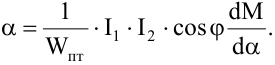 α = 1/Wпт · I₁ · I₂ · cosφ dM/dα.